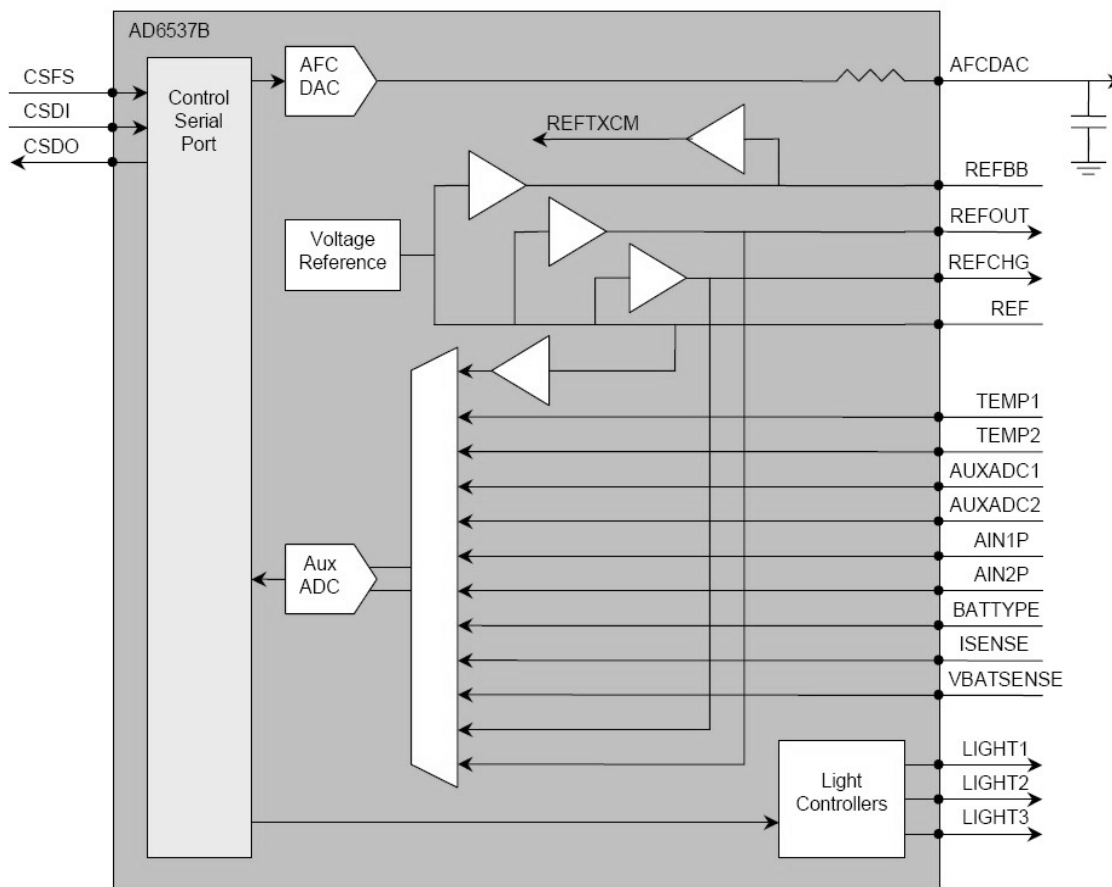 AD6537B
CSFS
CSDI
CSDO
Control
Serial
Port
AFC
DAC
AFCDAC
REFTXCM
REFBB
REFOUT
Voltage
Reference
REFCHG
REF
TEMP1
TEMP2
AUXADC1
AUXADC2
AIN1P
Aux
ADC
AIN2P
BATTYPE
ISENSE
VBATSENSE
Light
Controllers
LIGHT1
LIGHT2
LIGHT3